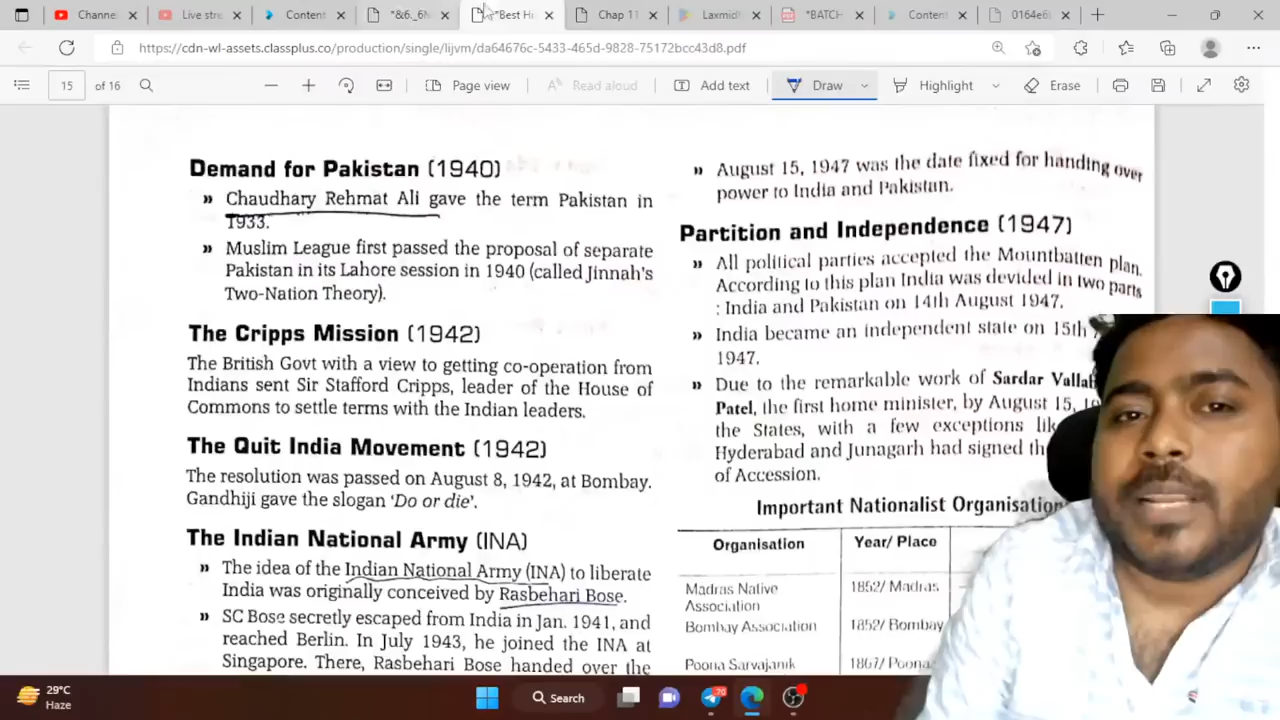 Channel
Live stre
Content
*&6._6N
*Best Hi
Chap 11
Laxmidh
*BATCH
Content
0164e6
https://cdn-wl-assets.classplus.co/production/single/lijvm/da64676c-5433-465d-9828-75172bcc43d8.pdf
15 of 16
Page view
Read aloud
Add text
Draw
Highlight
Erase
Demand for Pakistan (1940)
» Chaudhary Rehmat Ali gave the term Pakistan in
1933.
» Muslim League first passed the proposal of separate
Pakistan in its Lahore session in 1940 (called Jinnah's
Two-Nation Theory).
The Cripps Mission (1942)
The British Govt with a view to getting co-operation from
Indians sent Sir Stafford Cripps, leader of the House of
Commons to settle terms with the Indian leaders.
The Quit India Movement (1942)
The resolution was passed on August 8, 1942, at Bombay.
Gandhiji gave the slogan 'Do or die'.
The Indian National Army (INA)
» The idea of the Indian National Army (INA) to liberate
India was originally conceived by Rasbehari Bose.
» SC Bose secretly escaped from India in Jan. 1941, and
reached Berlin. In July 1943, he joined the INA at
Singapore. There, Rasbehari Bose handed over the
» August 15, 1947 was the date fixed for handing over
power to India and Pakistan.
Partition and Independence (1947)
» All political parties accepted the Mountbatten plan.
According to this plan India was devided in two parts
: India and Pakistan on 14th August 1947.
» India became an independent state on 15th
1947.
» Due to the remarkable work of Sardar Valla
Patel, the first home minister, by August 15,
the States, with a few exceptions
Hyderabad and Junagarh had signed
of Accession.
Important Nationalist Organisation
Organisation Year/ Place
Madras Native 1852/ Madras
Association
Bombay Association 1852/ Bombay
Poona Sarvajanik 1867/ Poona
29°C
Haze
Search
20